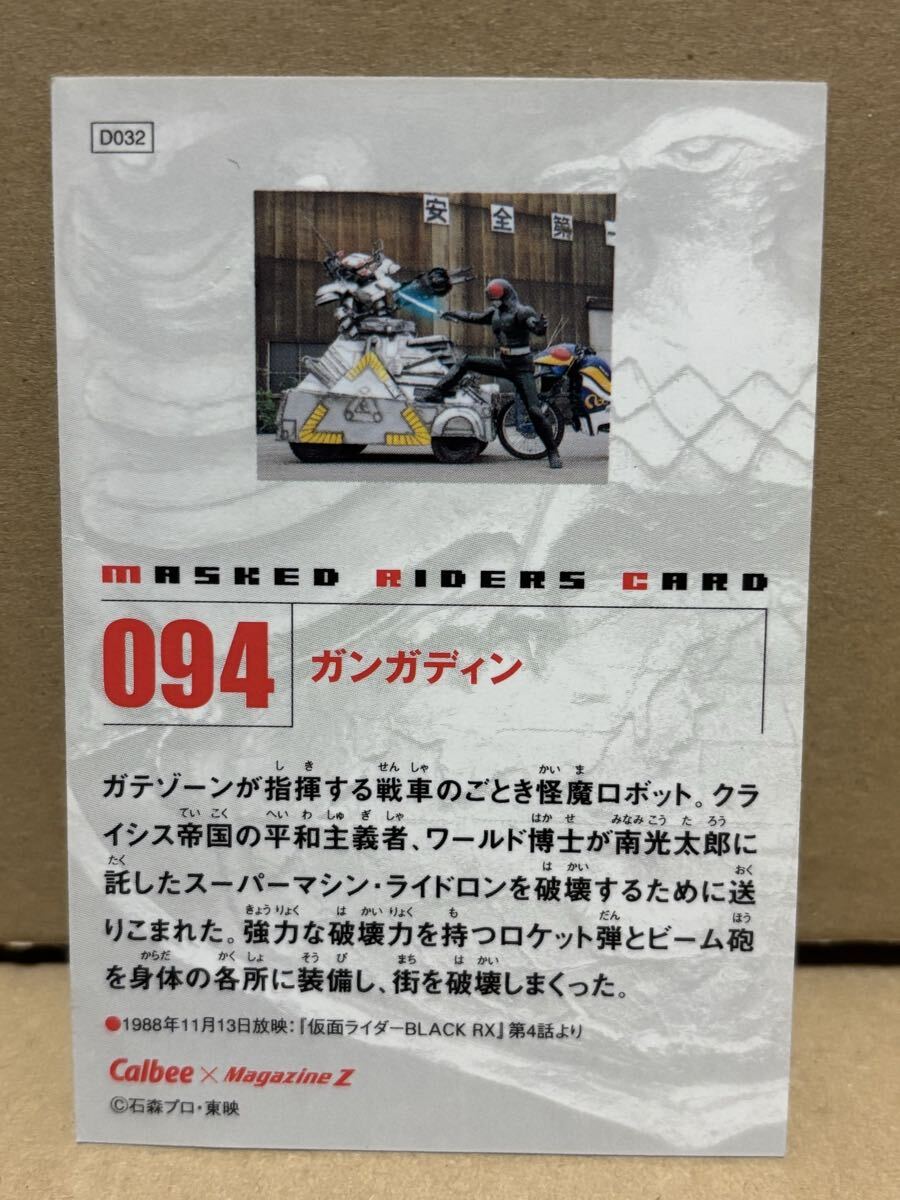 D032
安全第一
MASKED RIDERS CARD
094
ガンガディン
ガテゾーンが指揮する戦車のごとき怪魔ロボット。クラ
イシス帝国の平和主義者、ワールド博士が南光太郎に
託したスーパーマシン・ライドロンを破壊するために送
りこまれた。強力な破壊力を持つロケット弾とビーム砲
を身体の各所に装備し、街を破壊しまくった。
●1988年11月13日放映:『仮面ライダーBLACK RX』第4話より
Calbee × Magazine Z
©石森プロ・東映